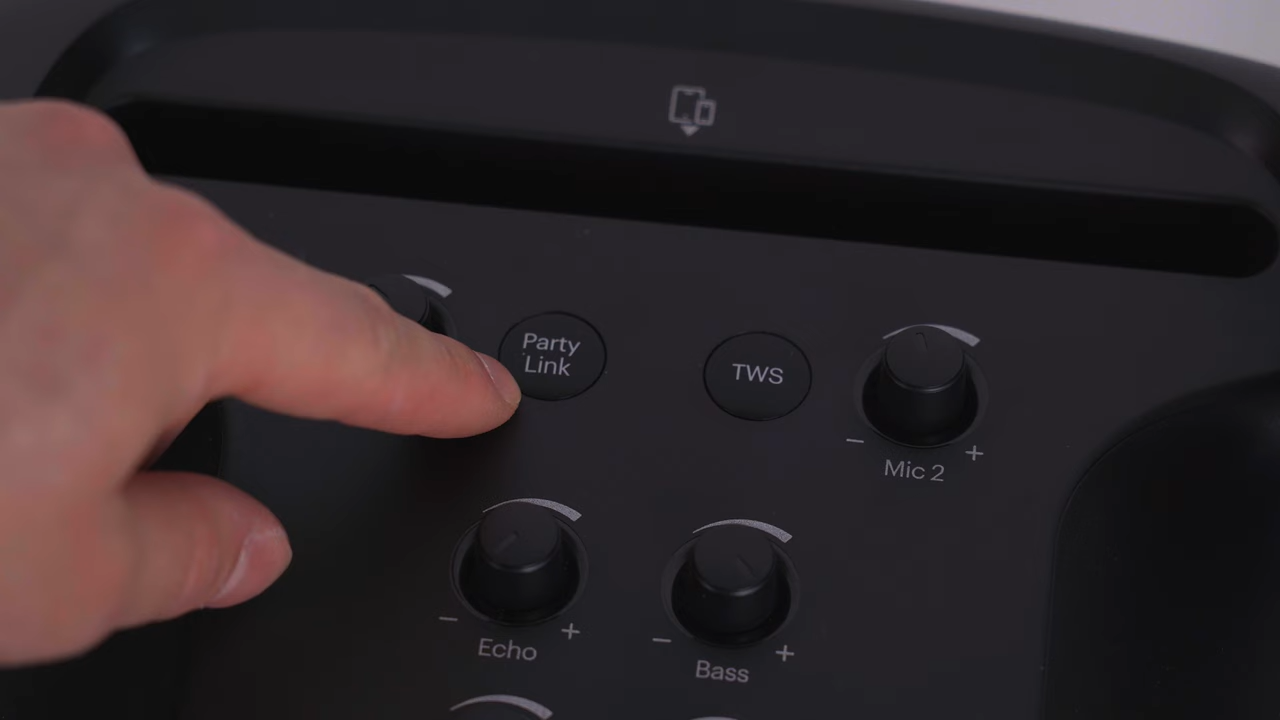 Party
Link
TWS
− +
Mic 2
− +
Echo
− +
Bass